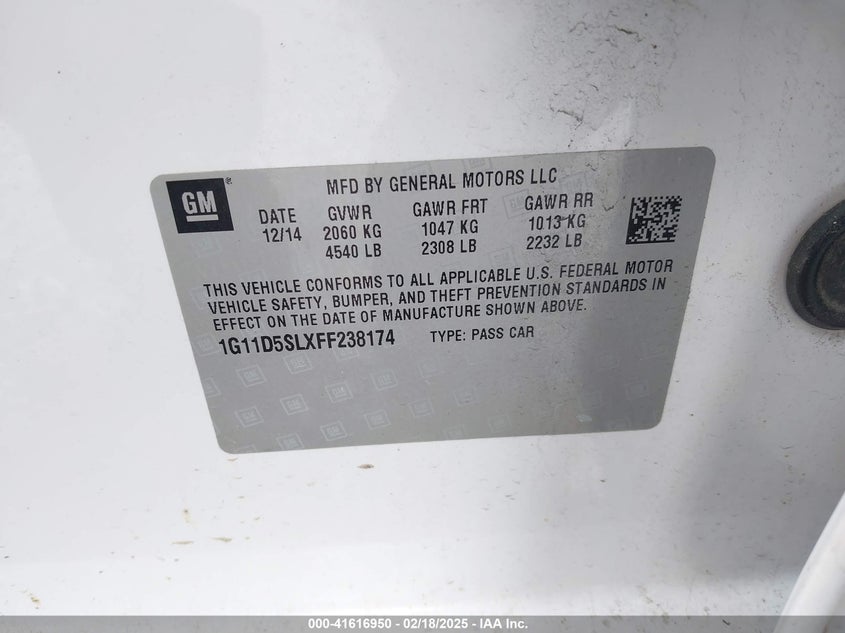 GM ®
MFD BY GENERAL MOTORS LLC
DATE GVWR GAWR FRT GAWR RR
12/14 2060 KG 1047 KG 1013 KG
4540 LB 2308 LB 2232 LB
THIS VEHICLE CONFORMS TO ALL APPLICABLE U.S. FEDERAL MOTOR
VEHICLE SAFETY, BUMPER, AND THEFT PREVENTION STANDARDS IN
EFFECT ON THE DATE OF MANUFACTURE SHOWN ABOVE.
1G11D5SLXFF238174 TYPE: PASS CAR
000-41616950 | 02/18/2025 | IAA Inc.